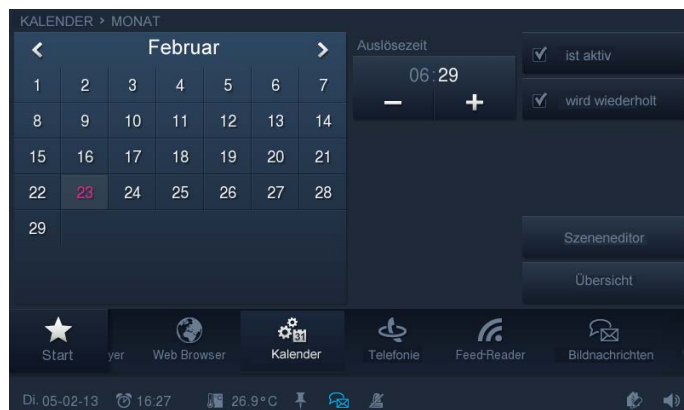 KALENDER > MONAT
< Februar >
1 2 3 4 5 6 7
8 9 10 11 12 13 14
15 16 17 18 19 20 21
22 23 24 25 26 27 28
29
Auslösezeit
06:29
− +
ist aktiv
wird wiederholt
Szeneneditor
Übersicht
31
Start yer Web Browser Kalender Telefonie Feed-Reader Bildnachrichten
Di. 05-02-13 16:27 26.9°C